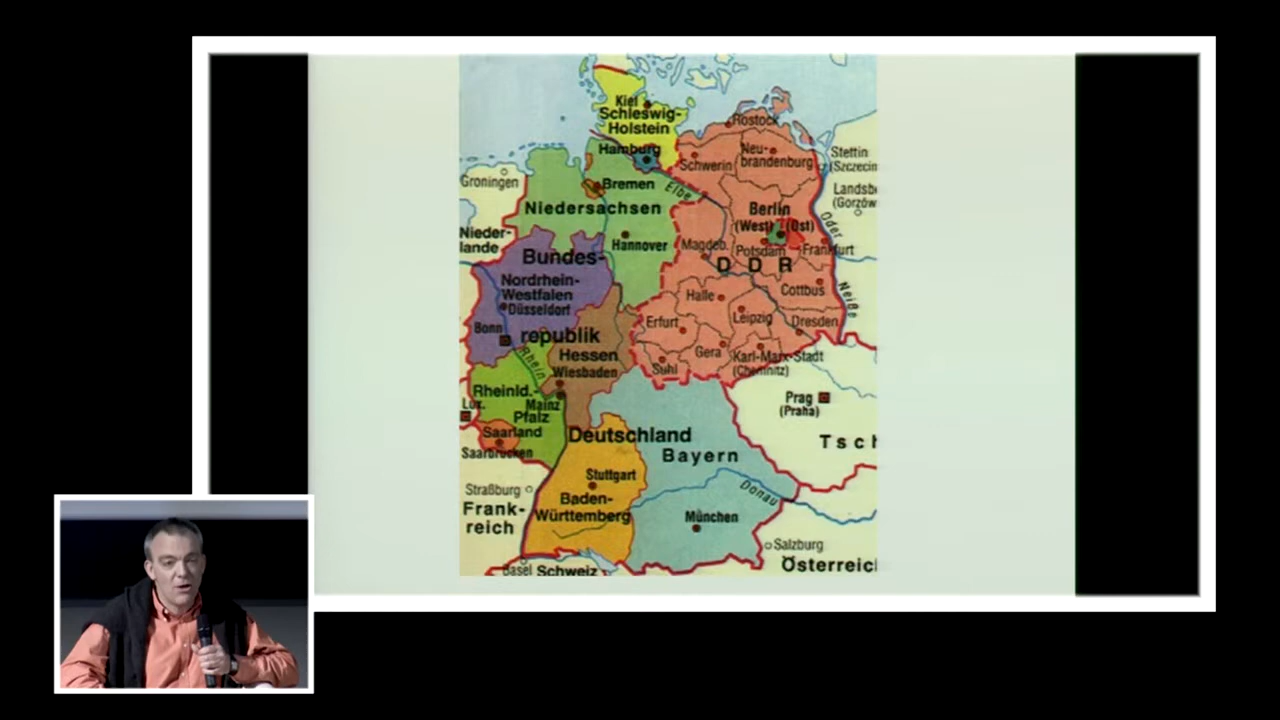 Kiel
Schleswig-
Holstein
Rostock
Hamburg
Schwerin
Neu-
brandenburg
Stettin
(Szczecin
Groningen
Bremen
Elbe
Landsbe
(Gorzów
Niedersachsen
Berlin
(West) (Ost)
Oder
Nieder-
lande
Hannover
Magdeb.
Potsdam
Frankfurt
Bundes-
DDR
Nordrhein-
Westfalen
Düsseldorf
Halle
Cottbus
Neiße
Bonn
republik
Erfurt
Leipzig
Dresden
Rhein
Hessen
Wiesbaden
Gera
Karl-Marx-Stadt
(Chemnitz)
Suhl
Rheinld.-
Pfalz
Mainz
Lux.
Prag
(Praha)
Saarland
Saarbrücken
Deutschland
Bayern
Tsch
Straßburg
Stuttgart
Donau
Frank-
reich
Baden-
Württemberg
München
Salzburg
Österreic
Basel
Schweiz